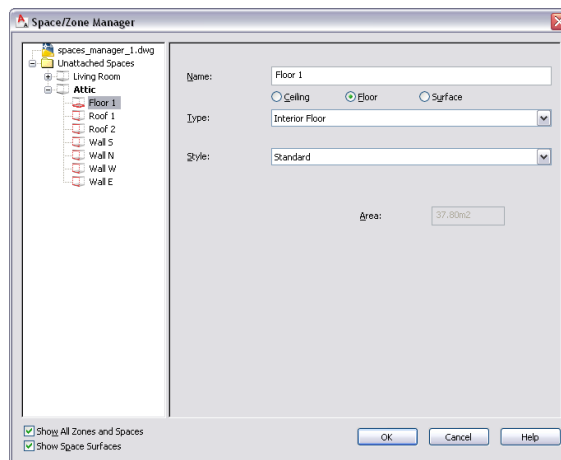 Space/Zone Manager
spaces_manager_1.dwg
Unattached Spaces
Living Room
Attic
Floor 1
Roof 1
Roof 2
Wall S
Wall N
Wall W
Wall E
Name:
Floor 1
Ceiling
Floor
Surface
Type:
Interior Floor
Style:
Standard
Area:
37.80m2
Show All Zones and Spaces
Show Space Surfaces
OK
Cancel
Help